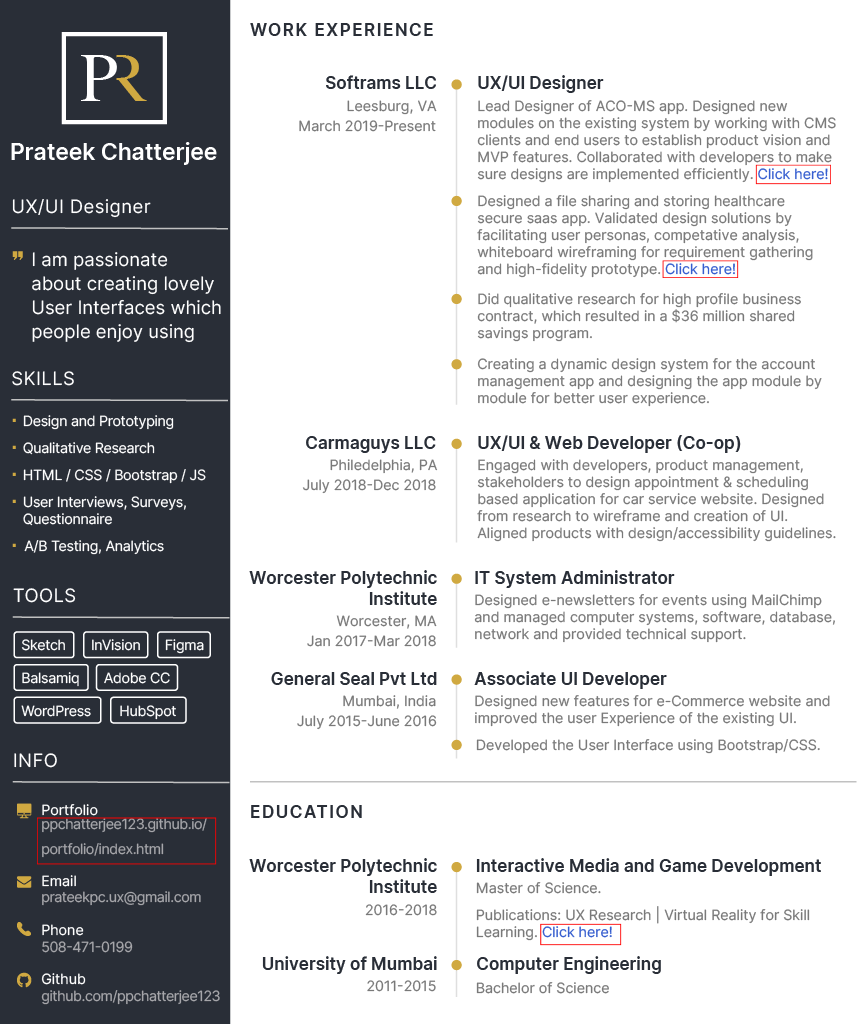 PR
Prateek Chatterjee
UX/UI Designer
❞ I am passionate
about creating lovely
User Interfaces which
people enjoy using
SKILLS
Design and Prototyping
Qualitative Research
HTML / CSS / Bootstrap / JS
User Interviews, Surveys,
Questionnaire
A/B Testing, Analytics
TOOLS
Sketch InVision Figma
Balsamiq Adobe CC
WordPress HubSpot
INFO
Portfolio
ppchatterjee123.github.io/
portfolio/index.html
Email
prateekpc.ux@gmail.com
Phone
508-471-0199
Github
github.com/ppchatterjee123
WORK EXPERIENCE
Softrams LLC
Leesburg, VA
March 2019-Present
UX/UI Designer
Lead Designer of ACO-MS app. Designed new
modules on the existing system by working with CMS
clients and end users to establish product vision and
MVP features. Collaborated with developers to make
sure designs are implemented efficiently. Click here!
Designed a file sharing and storing healthcare
secure saas app. Validated design solutions by
facilitating user personas, competative analysis,
whiteboard wireframing for requirement gathering
and high-fidelity prototype. Click here!
Did qualitative research for high profile business
contract, which resulted in a $36 million shared
savings program.
Creating a dynamic design system for the account
management app and designing the app module by
module for better user experience.
Carmaguys LLC
Philedelphia, PA
July 2018-Dec 2018
UX/UI & Web Developer (Co-op)
Engaged with developers, product management,
stakeholders to design appointment & scheduling
based application for car service website. Designed
from research to wireframe and creation of UI.
Aligned products with design/accessibility guidelines.
Worcester Polytechnic
Institute
Worcester, MA
Jan 2017-Mar 2018
IT System Administrator
Designed e-newsletters for events using MailChimp
and managed computer systems, software, database,
network and provided technical support.
General Seal Pvt Ltd
Mumbai, India
July 2015-June 2016
Associate UI Developer
Designed new features for e-Commerce website and
improved the user Experience of the existing UI.
Developed the User Interface using Bootstrap/CSS.
EDUCATION
Worcester Polytechnic
Institute
2016-2018
Interactive Media and Game Development
Master of Science.
Publications: UX Research | Virtual Reality for Skill
Learning. Click here!
University of Mumbai
2011-2015
Computer Engineering
Bachelor of Science